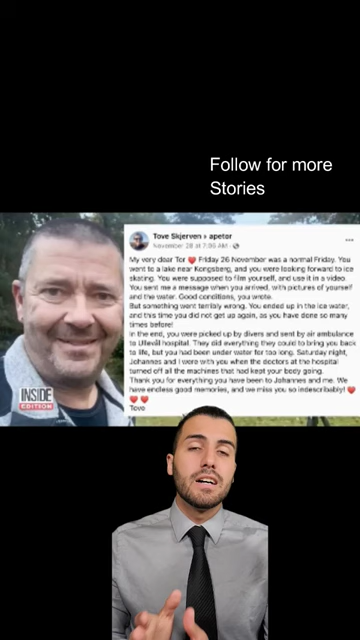 Follow for more
Stories
Tove Skjerven ▸ apetor
November 28 at 7:06 AM
My very dear Tor ❤ Friday 26 November was a normal Friday. You
went to a lake near Kongsberg, and you were looking forward to ice
skating. You were supposed to film yourself, and use it in a video
You sent me a message when you arrived, with pictures of yourself
and the water. Good conditions, you wrote.
But something went terribly wrong. You ended up in the ice water,
and this time you did not get up again, as you have done so many
times before!
In the end, you were picked up by divers and sent by air ambulance
to Ullevål hospital. They did everything they could to bring you back
to life, but you had been under water for too long. Saturday night,
Johannes and I were with you when the doctors at the hospital
turned off all the machines that had kept your body going.
Thank you for everything you have been to Johannes and me. We
have endless good memories, and we miss you so indescribably! ❤
❤ ❤
Tove
INSIDE
EDITION